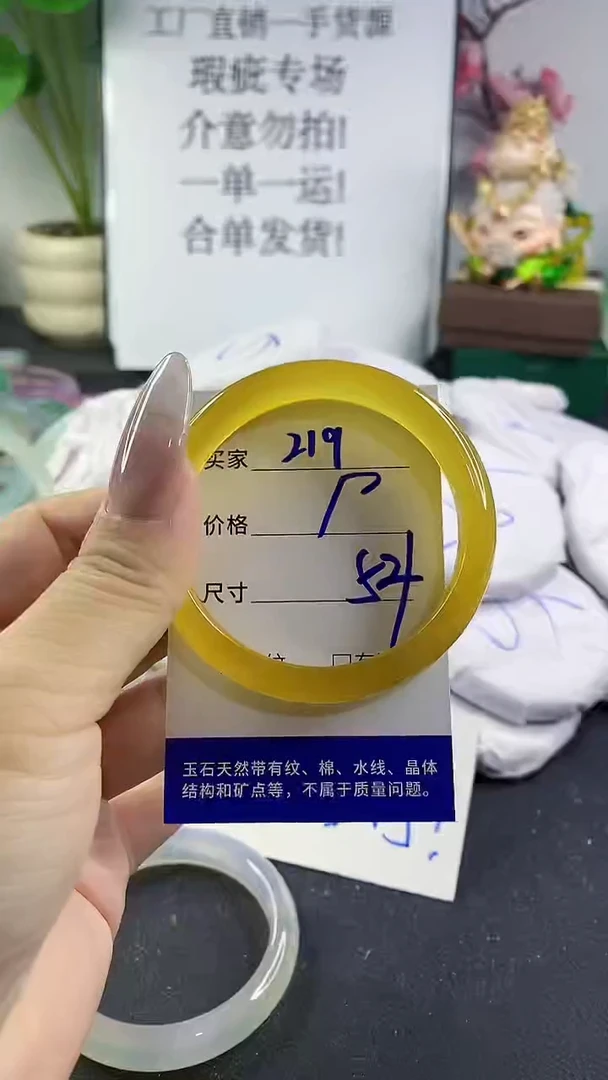 工厂直销一手货源
瑕疵专场
介意勿拍!
一单一运!
合单发货!
买家 219
价格
尺寸 52
玉石天然带有纹、棉、水线、晶体
结构和矿点等，不属于质量问题。